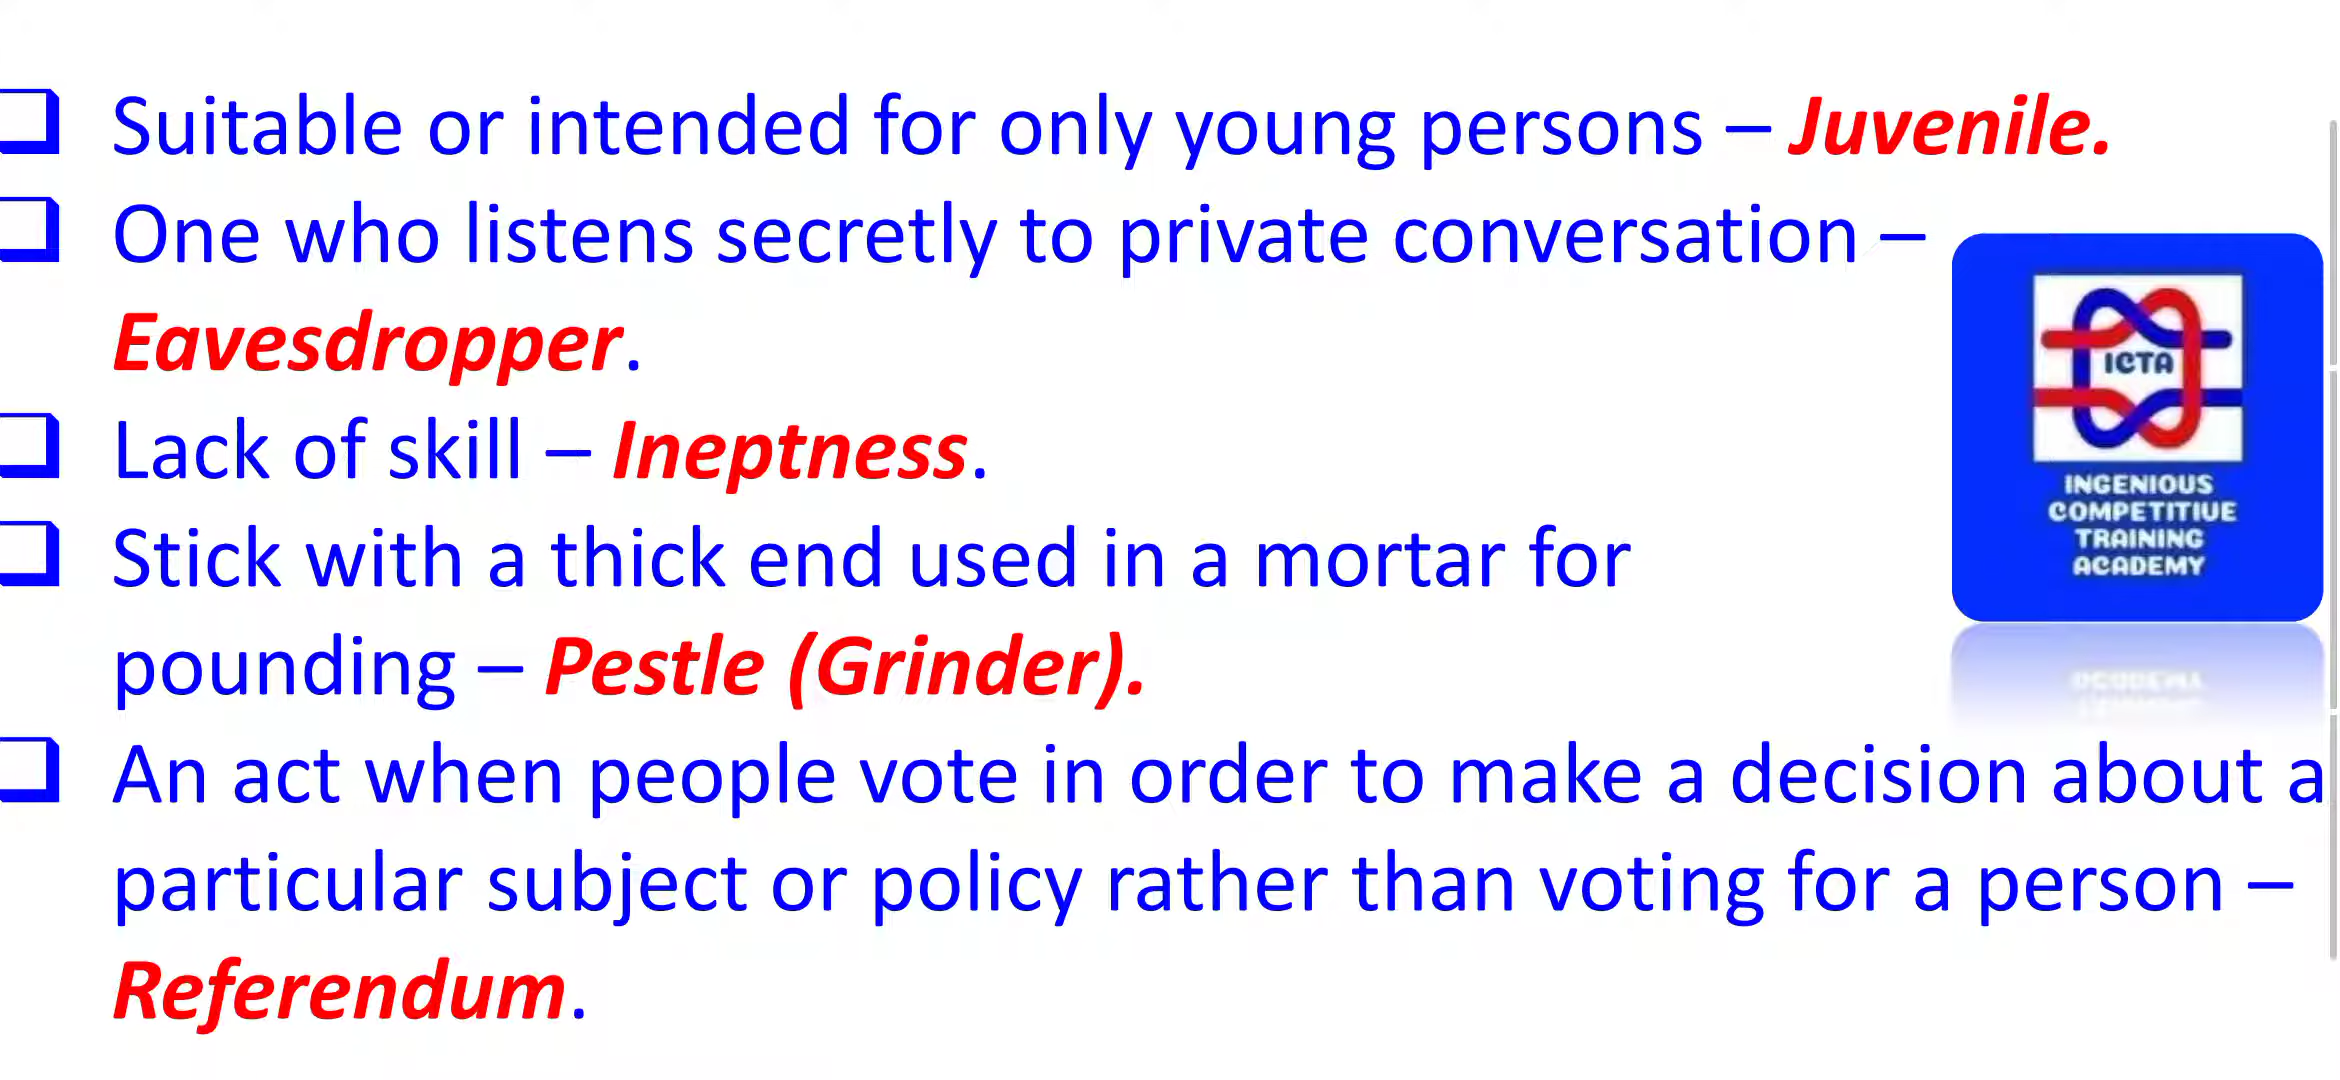 Suitable or intended for only young persons – Juvenile.
One who listens secretly to private conversation –
Eavesdropper.
Lack of skill – Ineptness.
Stick with a thick end used in a mortar for
pounding – Pestle (Grinder).
An act when people vote in order to make a decision about a
particular subject or policy rather than voting for a person –
Referendum.
ICTA
INGENIOUS
COMPETITIVE
TRAINING
ACADEMY